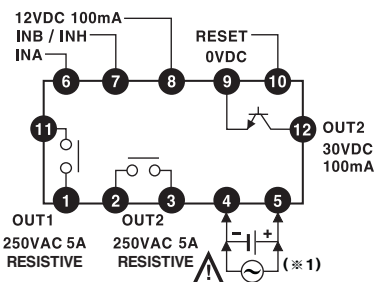 12VDC 100mA
INB / INH
INA
RESET
0VDC
6 7 8 9 10
11
12 OUT2
30VDC
100mA
1 2 3 4 5
- +
OUT1
250VAC 5A
RESISTIVE
OUT2
250VAC 5A
RESISTIVE
!
(※1)